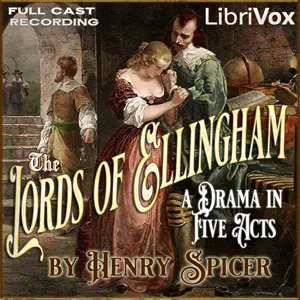 FULL CAST
RECORDING
LibriVox
The
LORDS OF ELLINGHAM
A DRAMA IN
FIVE ACTS
BY HENRY SPICER